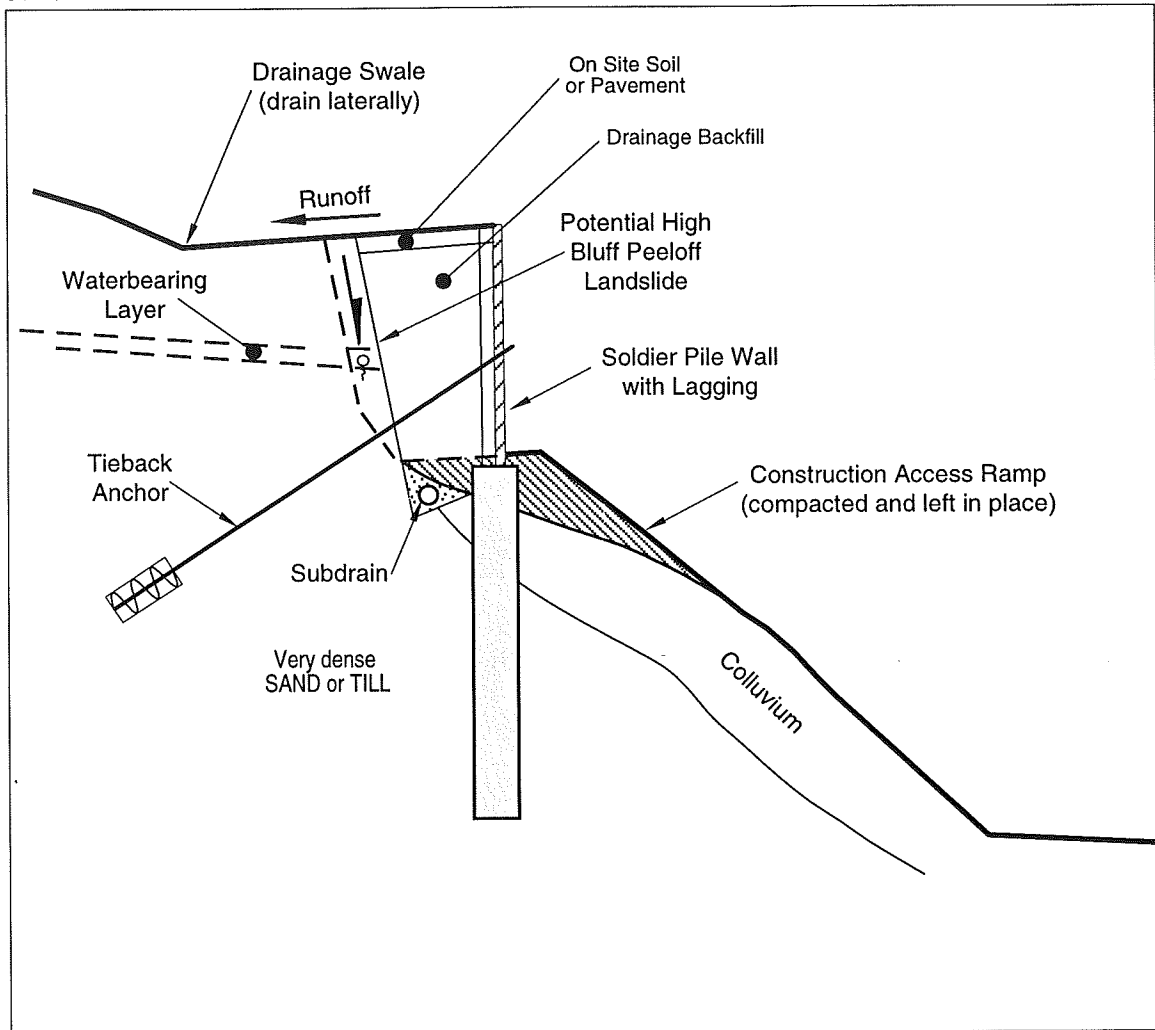 Drainage Swale
(drain laterally)
On Site Soil
or Pavement
Drainage Backfill
Runoff
Potential High
Bluff Peeloff
Landslide
Waterbearing
Layer
Soldier Pile Wall
with Lagging
Tieback
Anchor
Construction Access Ramp
(compacted and left in place)
Subdrain
Very dense
SAND or TILL
Colluvium